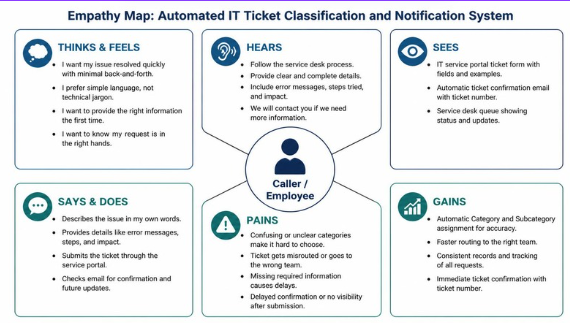 Empathy Map: Automated IT Ticket Classification and Notification System
THINKS & FEELS
• I want my issue resolved quickly
with minimal back-and-forth.
• I prefer simple language, not
technical jargon.
• I want to provide the right information
the first time.
• I want to know my request is in
the right hands.
HEARS
• Follow the service desk process.
• Provide clear and complete details.
• Include error messages, steps tried,
and impact.
• We will contact you if we need
more information.
SEES
• IT service portal ticket form with
fields and examples.
• Automatic ticket confirmation email
with ticket number.
• Service desk queue showing
status and updates.
Caller /
Employee
SAYS & DOES
• Describes the issue in my own words.
• Provides details like error messages,
steps, and impact.
• Submits the ticket through the
service portal.
• Checks email for confirmation and
future updates.
PAINS
• Confusing or unclear categories
make it hard to choose.
• Ticket gets misrouted or goes to
the wrong team.
• Missing required information
causes delays.
• Delayed confirmation or no visibility
after submission.
GAINS
• Automatic Category and Subcategory
assignment for accuracy.
• Faster routing to the right team.
• Consistent records and tracking
of all requests.
• Immediate ticket confirmation with
ticket number.